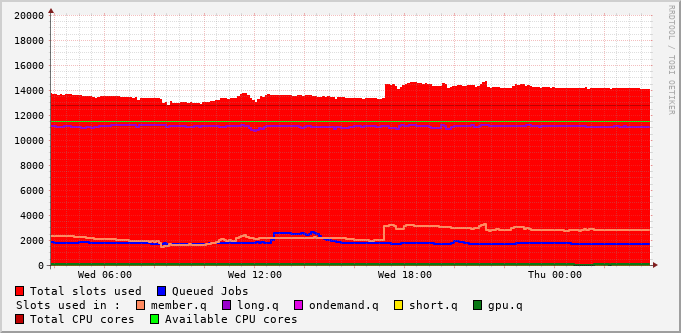 20000
18000
16000
14000
12000
10000
8000
6000
4000
2000
0
Wed 06:00 Wed 12:00 Wed 18:00 Thu 00:00
RRDTOOL / TOBI OETIKER
Total slots used Queued Jobs
Slots used in : member.q long.q ondemand.q short.q gpu.q
Total CPU cores Available CPU cores